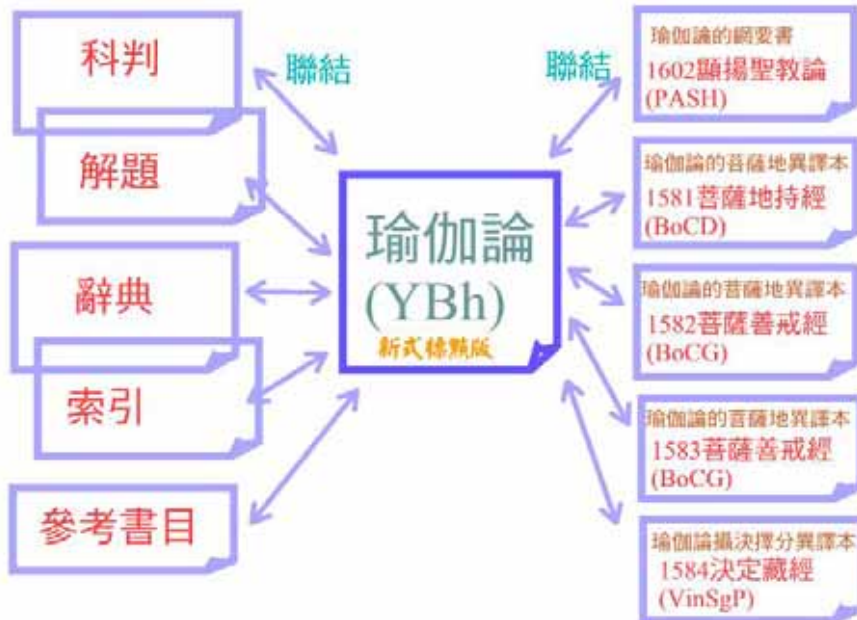 科判
解題
辭典
索引
參考書目
聯結
聯結
瑜伽論
(YBh)
新式標點版
瑜伽論的綱要書
1602顯揚聖教論
(PASH)
瑜伽論的菩薩地異譯本
1581菩薩地持經
(BoCD)
瑜伽論的菩薩地異譯本
1582菩薩善戒經
(BoCG)
瑜伽論的菩薩地異譯本
1583菩薩善戒經
(BoCG)
瑜伽論攝決擇分異譯本
1584決定藏經
(VinSgP)